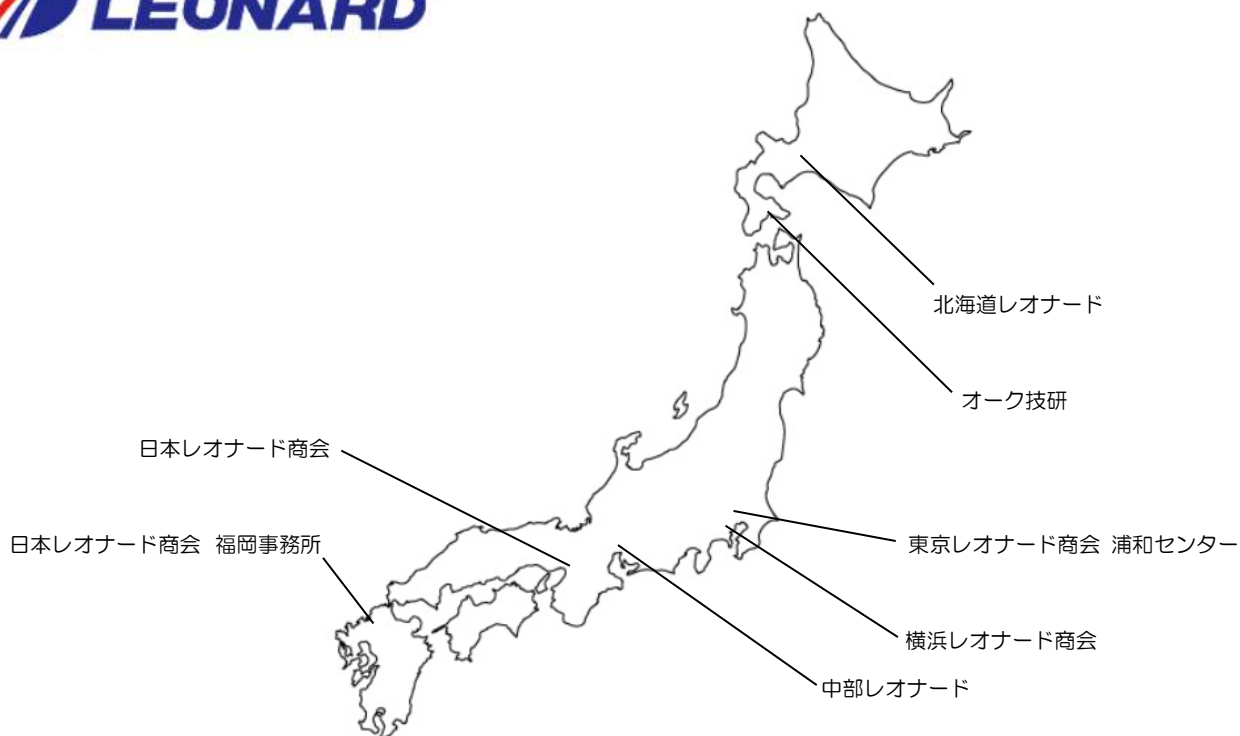 LEONARD
北海道レオナード
オーク技研
日本レオナード商会
日本レオナード商会 福岡事務所
東京レオナード商会 浦和センター
横浜レオナード商会
中部レオナード